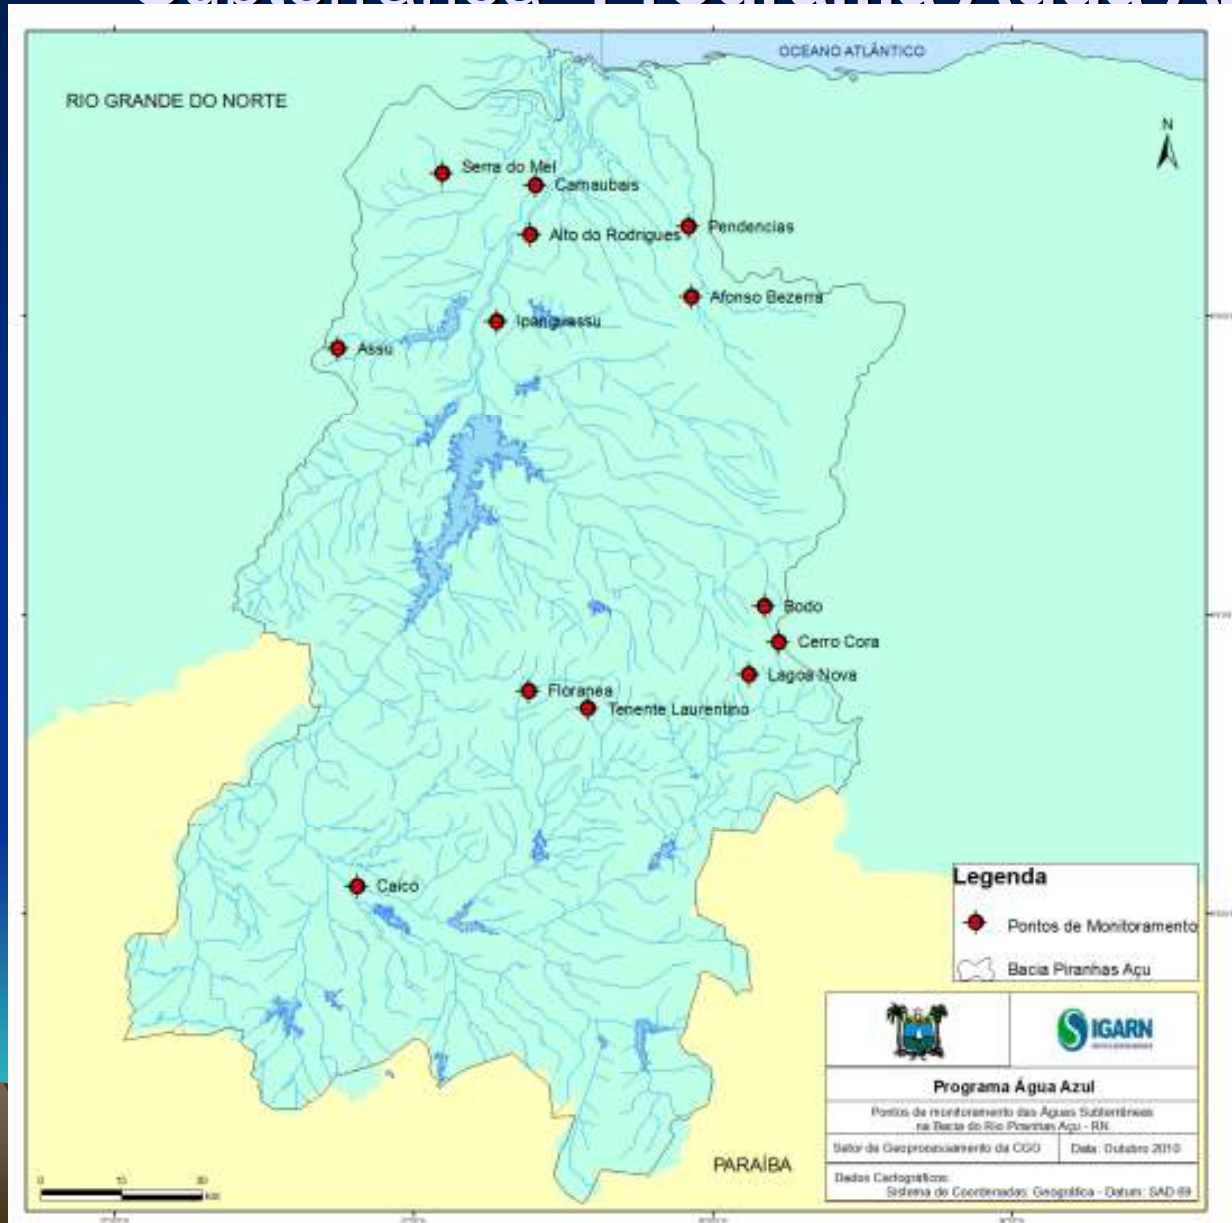 OCEANO ATLÂNTICO
RIO GRANDE DO NORTE
N
Serra do Mel
Carnaubais
Pendencias
Alto do Rodrigues
Afonso Bezerra
Ipanguassu
Assu
Bodo
Cerro Cora
Lagoa Nova
Floranea
Tenente Laurentino
Caicó
Legenda
Pontos de Monitoramento
Bacia Piranhas Açu
IGARN
Programa Água Azul
Pontos de monitoramento das Águas Subterrâneas
na Bacia do Rio Piranhas Açu - RN
Setor de Geoprocessamento da CGO
Data: Outubro 2010
PARAÍBA
Dados Cartográficos:
Sistema de Coordenadas: Geográfica - Datum: SAD 69
0 15 30
km